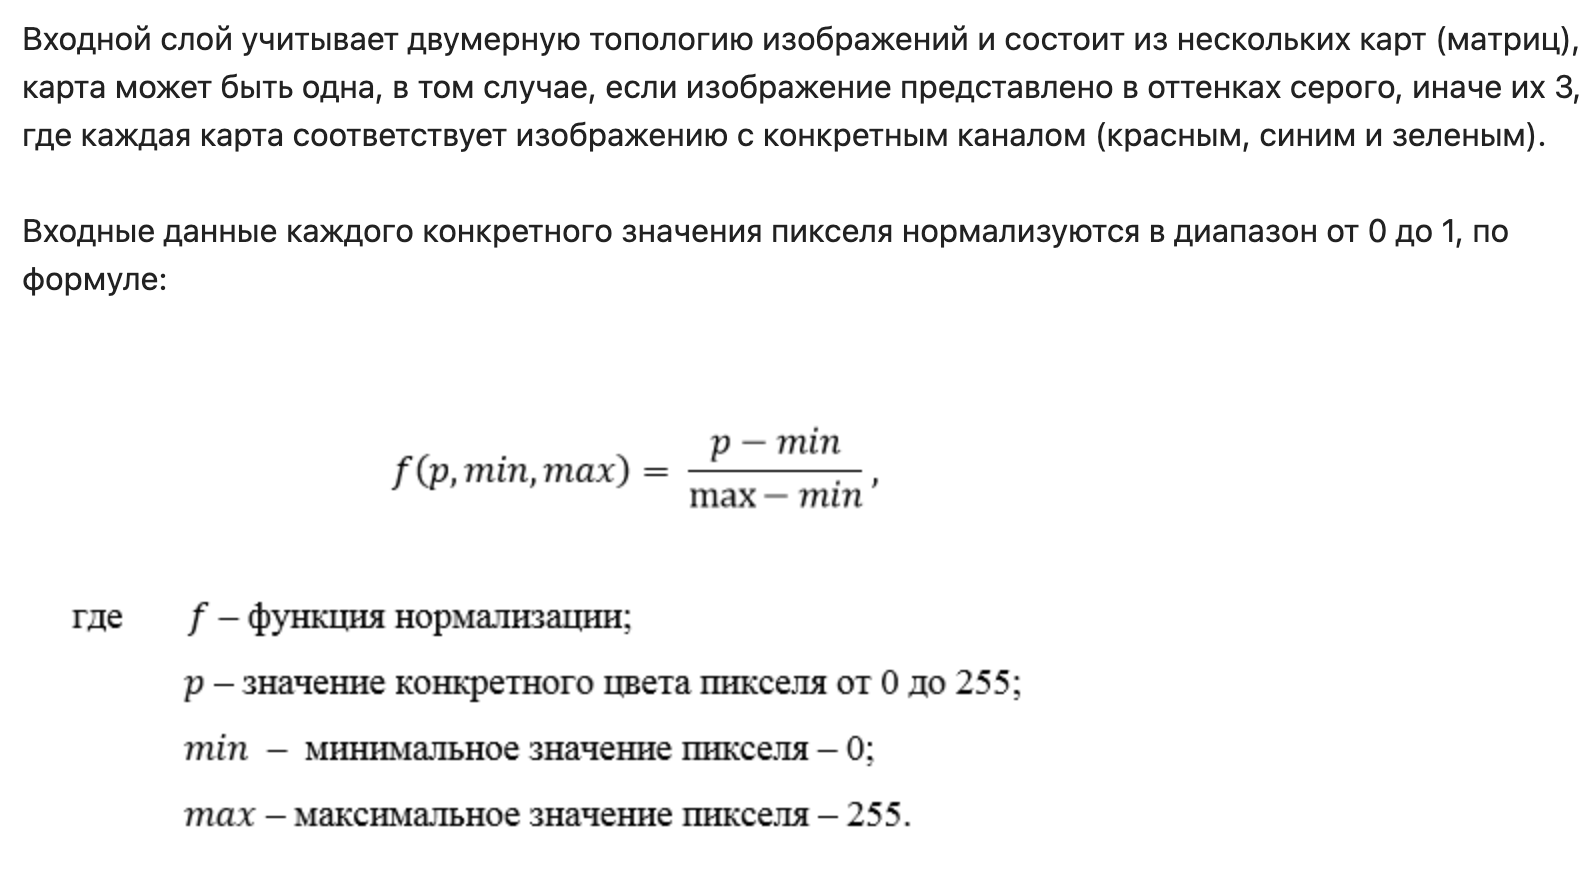 Входной слой учитывает двумерную топологию изображений и состоит из нескольких карт (матриц),
карта может быть одна, в том случае, если изображение представлено в оттенках серого, иначе их 3,
где каждая карта соответствует изображению с конкретным каналом (красным, синим и зеленым).
Входные данные каждого конкретного значения пикселя нормализуются в диапазон от 0 до 1, по
формуле:
f(p, min, max) = (p − min) / (max − min),
где f – функция нормализации;
p – значение конкретного цвета пикселя от 0 до 255;
min – минимальное значение пикселя – 0;
max – максимальное значение пикселя – 255.